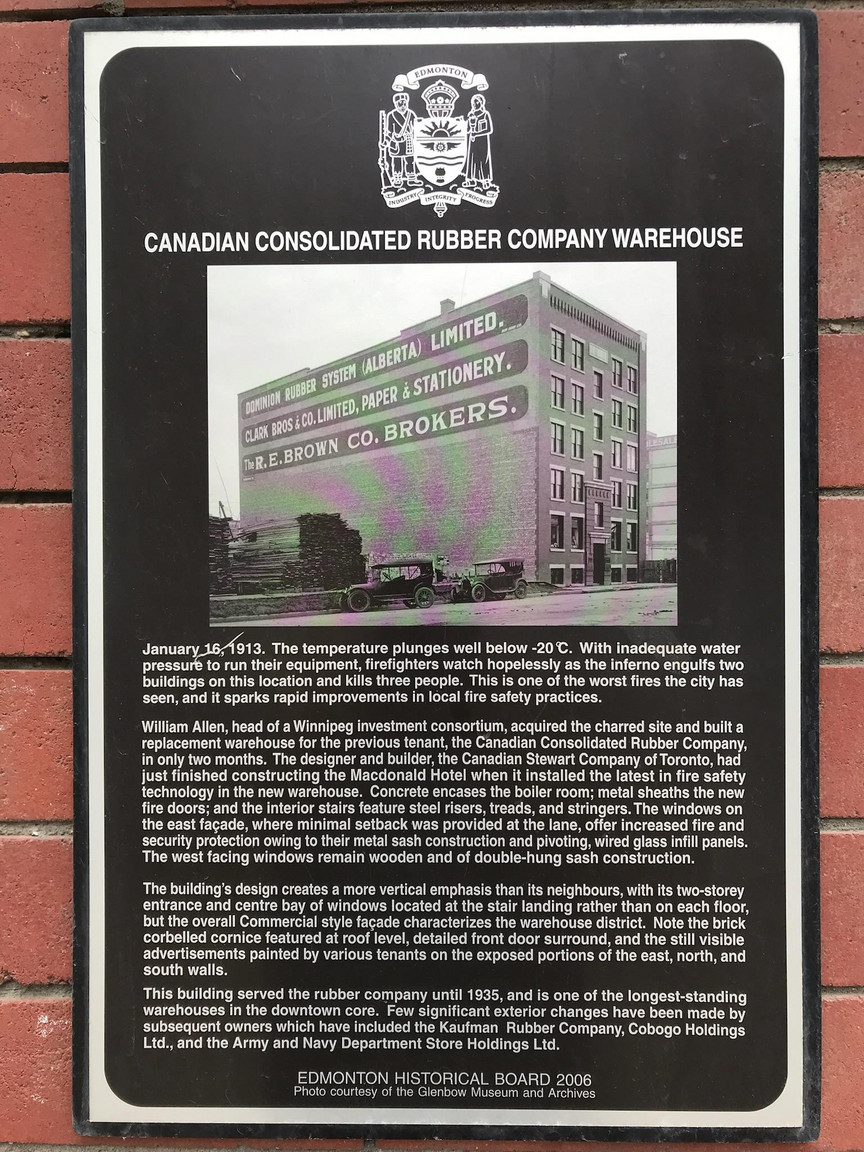 EDMONTON
INDUSTRY INTEGRITY PROGRESS
CANADIAN CONSOLIDATED RUBBER COMPANY WAREHOUSE
DOMINION RUBBER SYSTEM (ALBERTA) LIMITED.
CLARK BROS & CO. LIMITED, PAPER & STATIONERY.
The R.E. BROWN CO. BROKERS.
January 16, 1913. The temperature plunges well below -20°C. With inadequate water
pressure to run their equipment, firefighters watch hopelessly as the inferno engulfs two
buildings on this location and kills three people. This is one of the worst fires the city has
seen, and it sparks rapid improvements in local fire safety practices.
William Allen, head of a Winnipeg investment consortium, acquired the charred site and built a
replacement warehouse for the previous tenant, the Canadian Consolidated Rubber Company,
in only two months. The designer and builder, the Canadian Stewart Company of Toronto, had
just finished constructing the Macdonald Hotel when it installed the latest in fire safety
technology in the new warehouse. Concrete encases the boiler room; metal sheaths the new
fire doors; and the interior stairs feature steel risers, treads, and stringers. The windows on
the east façade, where minimal setback was provided at the lane, offer increased fire and
security protection owing to their metal sash construction and pivoting, wired glass infill panels.
The west facing windows remain wooden and of double-hung sash construction.
The building's design creates a more vertical emphasis than its neighbours, with its two-storey
entrance and centre bay of windows located at the stair landing rather than on each floor,
but the overall Commercial style façade characterizes the warehouse district. Note the brick
corbelled cornice featured at roof level, detailed front door surround, and the still visible
advertisements painted by various tenants on the exposed portions of the east, north, and
south walls.
This building served the rubber company until 1935, and is one of the longest-standing
warehouses in the downtown core. Few significant exterior changes have been made by
subsequent owners which have included the Kaufman Rubber Company, Cobogo Holdings
Ltd., and the Army and Navy Department Store Holdings Ltd.
EDMONTON HISTORICAL BOARD 2006
Photo courtesy of the Glenbow Museum and Archives